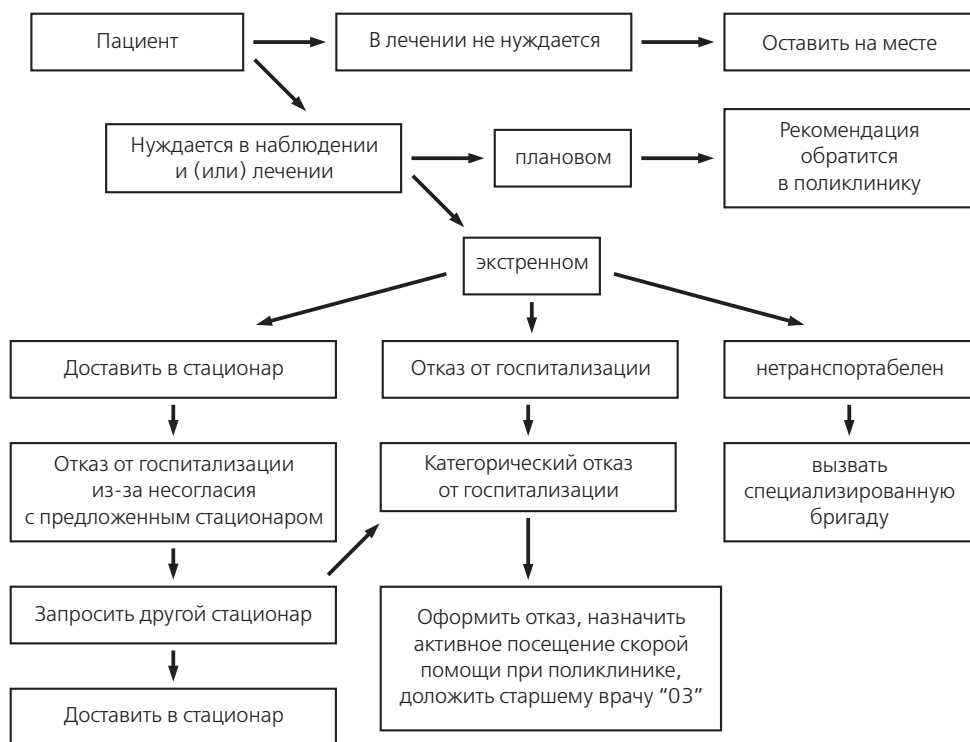 Пациент
В лечении не нуждается
Оставить на месте
Нуждается в наблюдении
и (или) лечении
плановом
Рекомендация
обратится
в поликлинику
экстренном
Доставить в стационар
Отказ от госпитализации
нетранспортабелен
Отказ от госпитализации
из-за несогласия
с предложенным стационаром
Категорический отказ
от госпитализации
вызвать
специализированную
бригаду
Запросить другой стационар
Оформить отказ, назначить
активное посещение скорой
помощи при поликлинике,
доложить старшему врачу “03”
Доставить в стационар